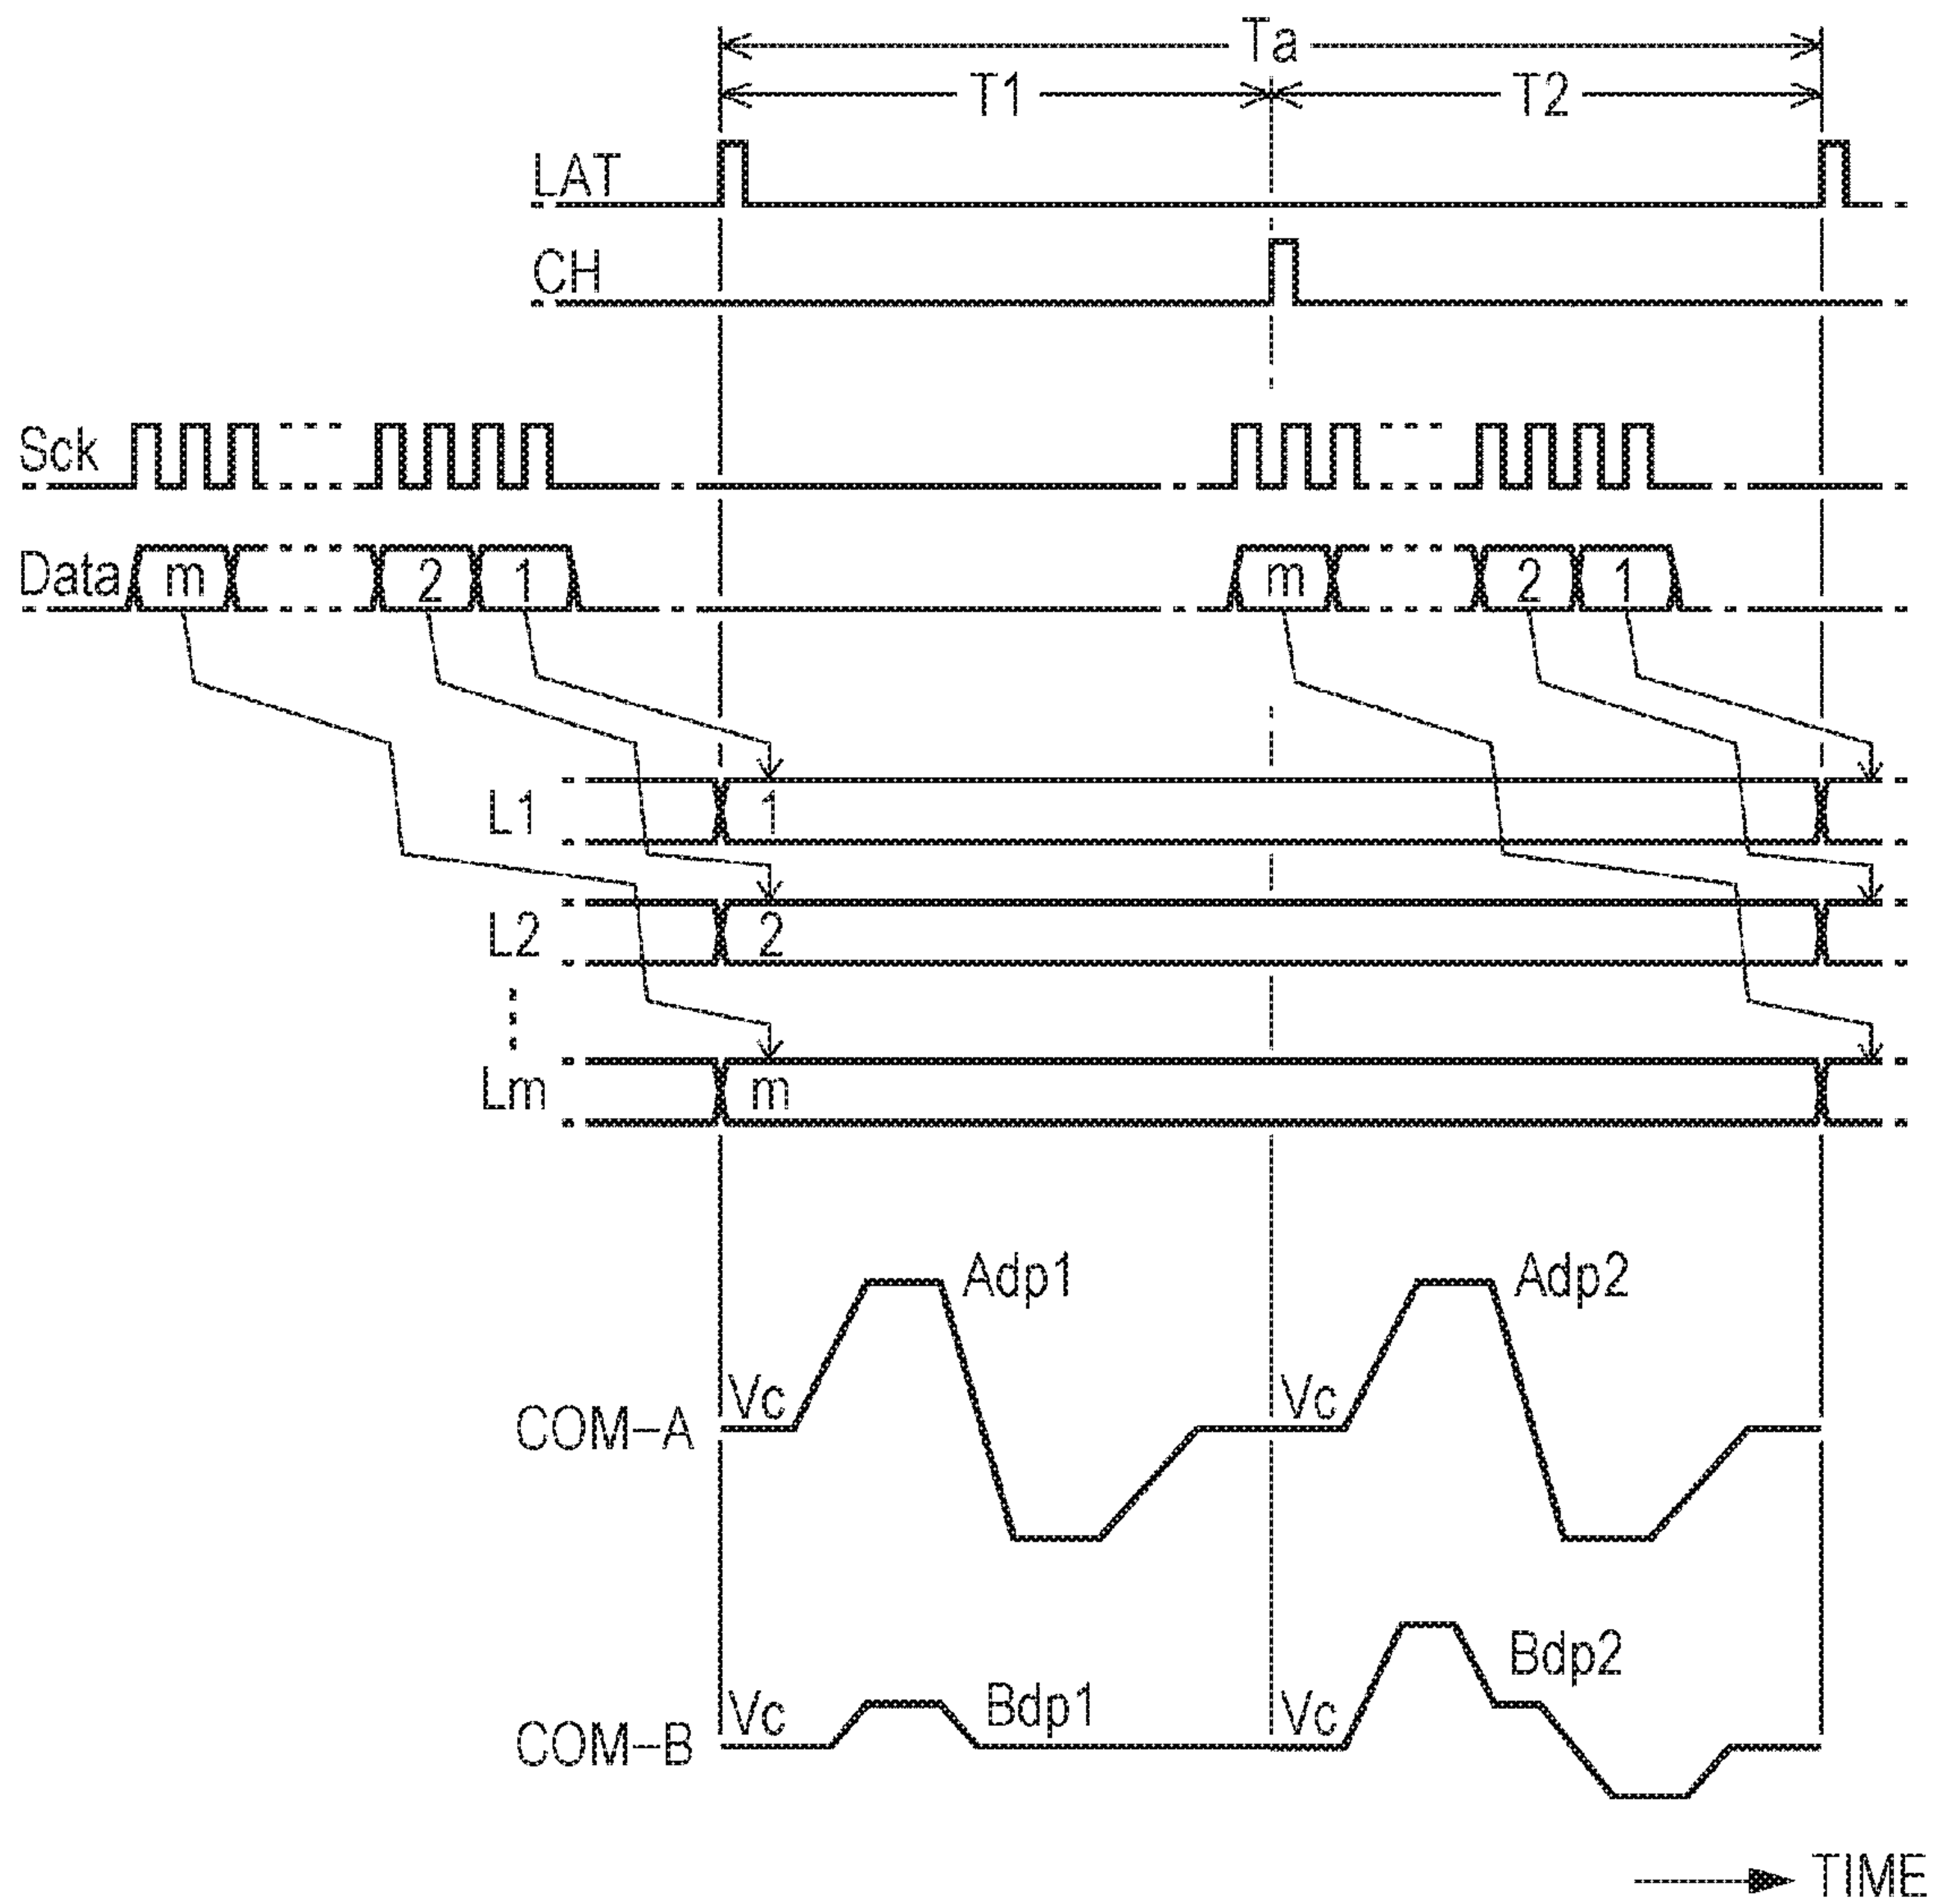 Ta
T1 T2
LAT
CH
Sck
Data m 2 1 m 2 1
L1 1
L2 2
Lm m
Adp1 Adp2
COM-A Vc Vc
Bdp1 Bdp2
COM-B Vc Vc
TIME